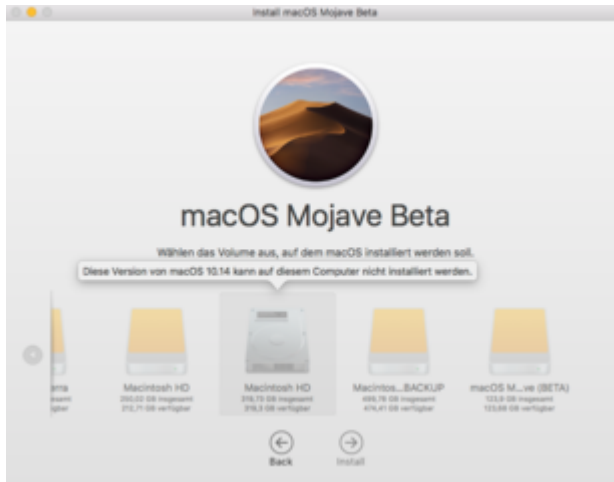 Install macOS Mojave Beta
macOS Mojave Beta
Wählen das Volume aus, auf dem macOS installiert werden soll.
Diese Version von macOS 10.14 kann auf diesem Computer nicht installiert werden.
Macintosh HD
Macintosh HD
Macintos...BACKUP
macOS M...ve (BETA)
insgesamt
verfügbar
Back
Install